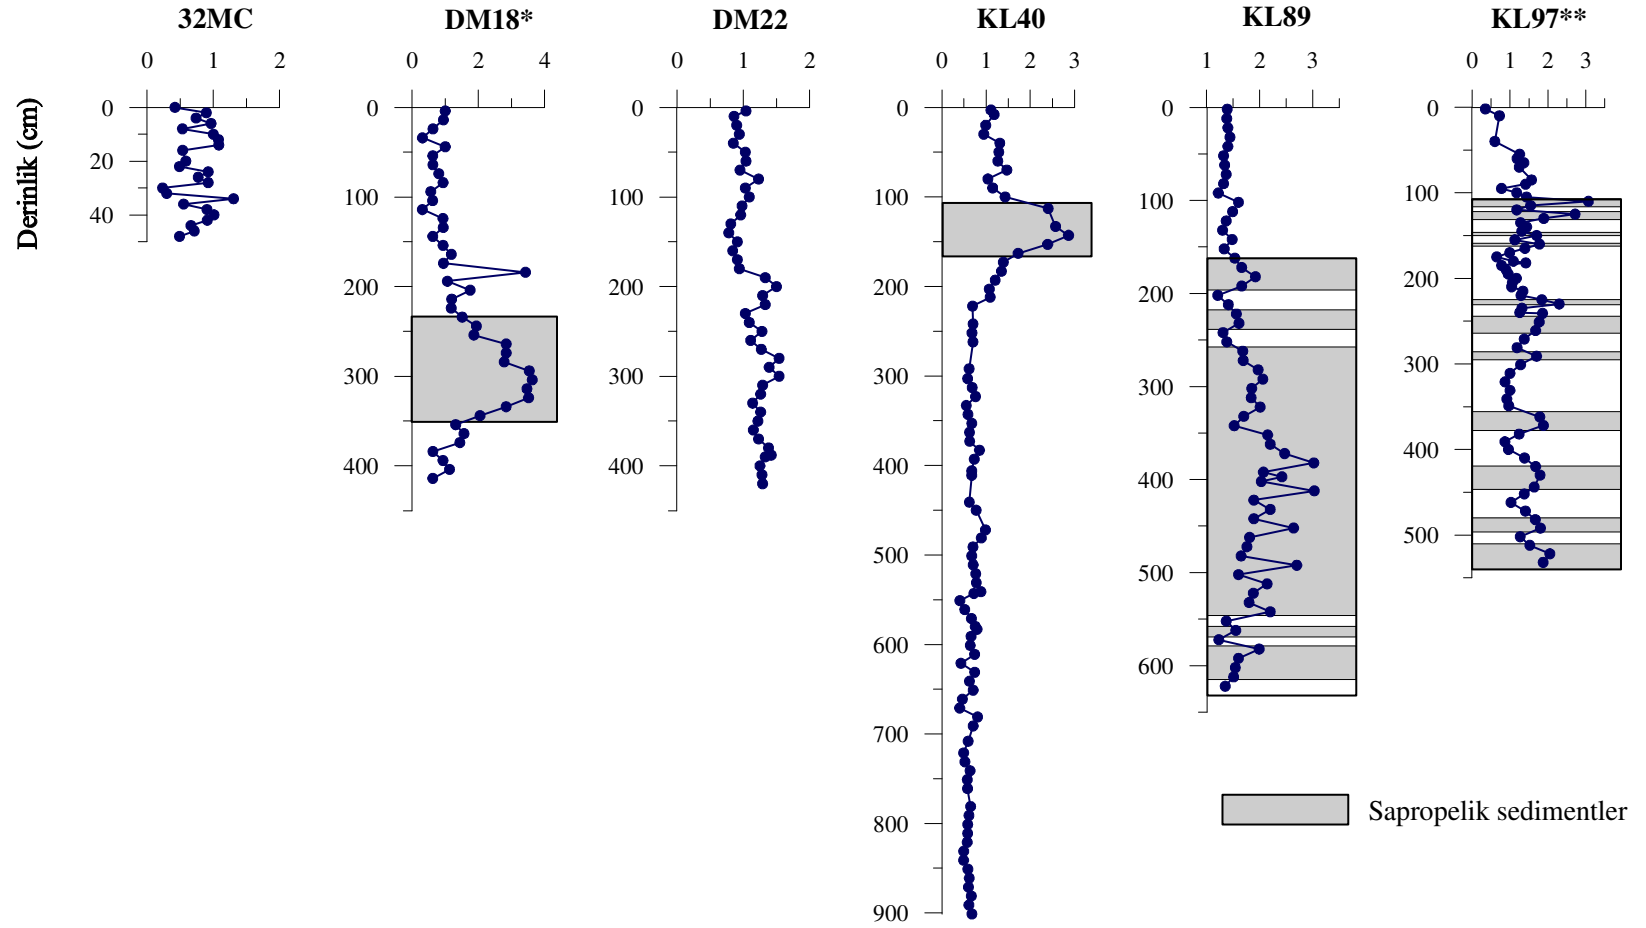 32MC DM18* DM22 KL40 KL89 KL97**
0 1 2 0 2 4 0 1 2 0 1 2 3 1 2 3 0 1 2 3
Derinlik (cm)
0 20 40
0 100 200 300 400
0 100 200 300 400
0 100 200 300 400 500 600 700 800 900
0 100 200 300 400 500 600
0 100 200 300 400 500
Sapropelik sedimentler